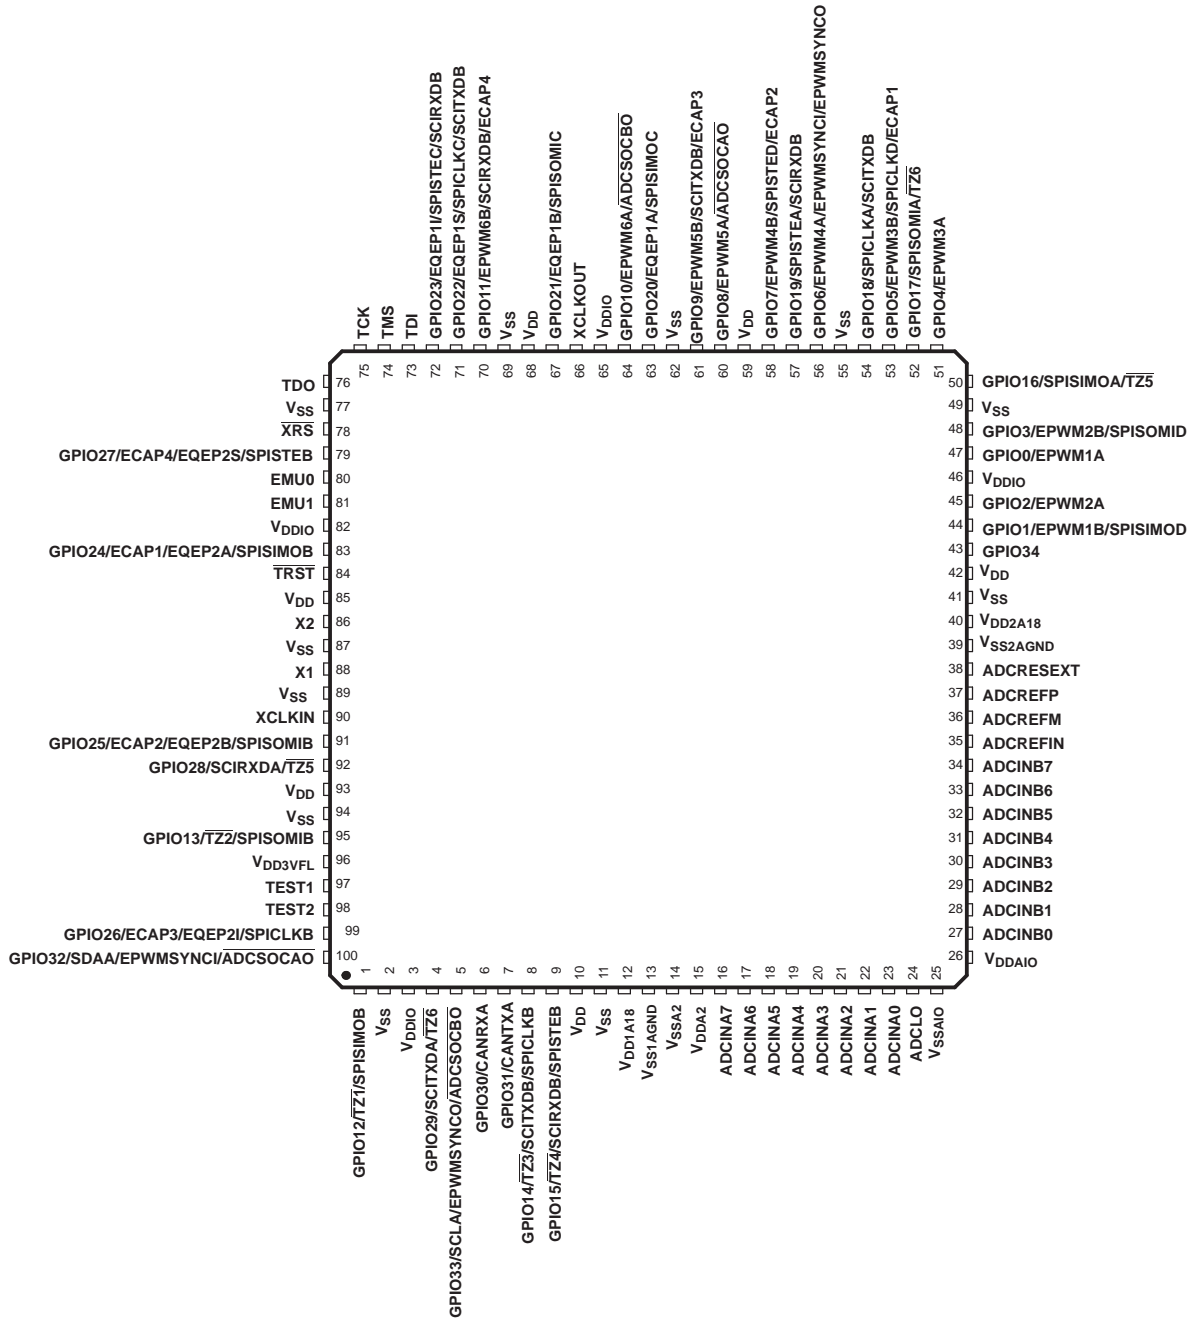 TCK
TMS
TDI
GPIO23/EQEP1I/SPISTEC/SCIRXDB
GPIO22/EQEP1S/SPICLKC/SCITXDB
GPIO11/EPWM6B/SCIRXDB/ECAP4
VSS
VDD
GPIO21/EQEP1B/SPISOMIC
XCLKOUT
VDDIO
GPIO10/EPWM6A/ADCSOCBO
GPIO20/EQEP1A/SPISIMOC
VSS
GPIO9/EPWM5B/SCITXDB/ECAP3
GPIO8/EPWM5A/ADCSOCAO
VDD
GPIO7/EPWM4B/SPISTED/ECAP2
GPIO19/SPISTEA/SCIRXDB
GPIO6/EPWM4A/EPWMSYNCI/EPWMSYNCO
VSS
GPIO18/SPICLKA/SCITXDB
GPIO5/EPWM3B/SPICLKD/ECAP1
GPIO17/SPISOMIA/TZ6
GPIO4/EPWM3A
75
74
73
72
71
70
69
68
67
66
65
64
63
62
61
60
59
58
57
56
55
54
53
52
51
TDO 76
VSS 77
XRS 78
GPIO27/ECAP4/EQEP2S/SPISTEB 79
EMU0 80
EMU1 81
VDDIO 82
GPIO24/ECAP1/EQEP2A/SPISIMOB 83
TRST 84
VDD 85
X2 86
VSS 87
X1 88
VSS 89
XCLKIN 90
GPIO25/ECAP2/EQEP2B/SPISOMIB 91
GPIO28/SCIRXDA/TZ5 92
VDD 93
VSS 94
GPIO13/TZ2/SPISOMIB 95
VDD3VFL 96
TEST1 97
TEST2 98
GPIO26/ECAP3/EQEP2I/SPICLKB 99
GPIO32/SDAA/EPWMSYNCI/ADCSOCAO 100
50 GPIO16/SPISIMOA/TZ5
49 VSS
48 GPIO3/EPWM2B/SPISOMID
47 GPIO0/EPWM1A
46 VDDIO
45 GPIO2/EPWM2A
44 GPIO1/EPWM1B/SPISIMOD
43 GPIO34
42 VDD
41 VSS
40 VDD2A18
39 VSS2AGND
38 ADCRESEXT
37 ADCREFP
36 ADCREFM
35 ADCREFIN
34 ADCINB7
33 ADCINB6
32 ADCINB5
31 ADCINB4
30 ADCINB3
29 ADCINB2
28 ADCINB1
27 ADCINB0
26 VDDAIO
1
2
3
4
5
6
7
8
9
10
11
12
13
14
15
16
17
18
19
20
21
22
23
24
25
GPIO12/TZ1/SPISIMOB
VSS
VDDIO
GPIO29/SCITXDA/TZ6
GPIO33/SCLA/EPWMSYNCO/ADCSOCBO
GPIO30/CANRXA
GPIO31/CANTXA
GPIO14/TZ3/SCITXDB/SPICLKB
GPIO15/TZ4/SCIRXDB/SPISTEB
VDD
VSS
VDD1A18
VSS1AGND
VSSA2
VDDA2
ADCINA7
ADCINA6
ADCINA5
ADCINA4
ADCINA3
ADCINA2
ADCINA1
ADCINA0
ADCLO
VSSAIO